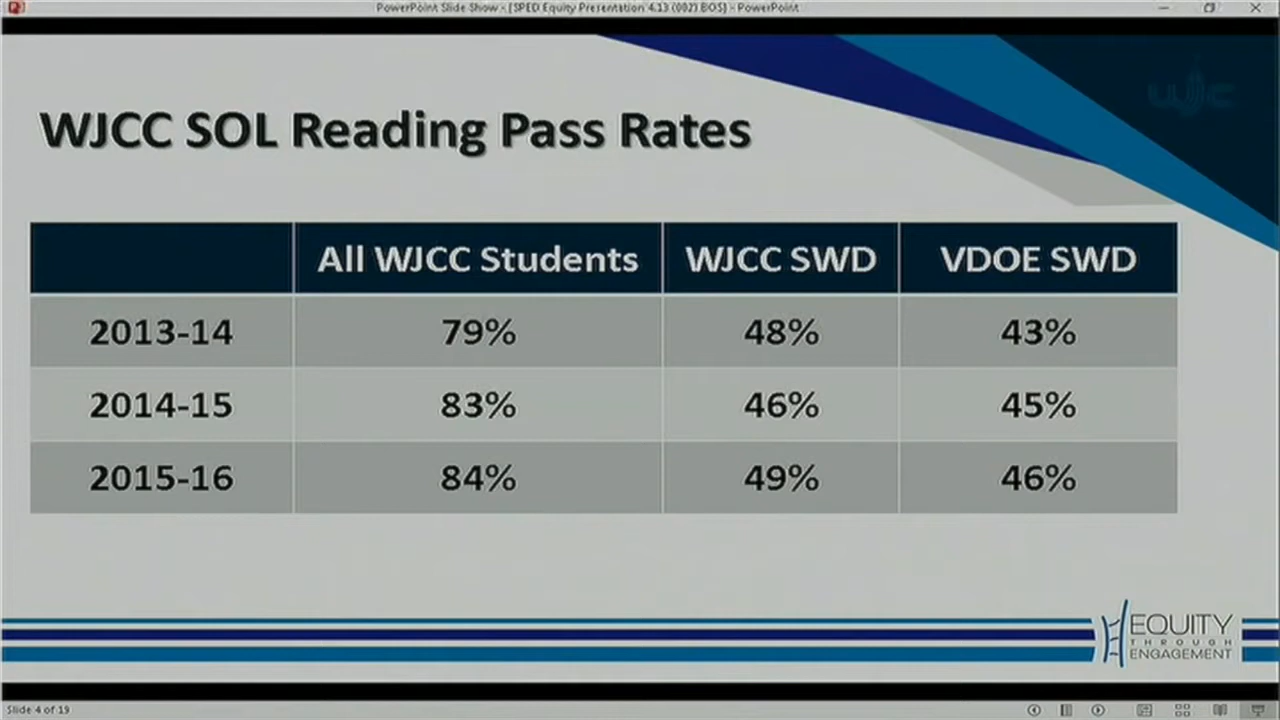 PowerPoint Slide Show - [SPED Equity Presentation 4.13 (002) BOS] - PowerPoint
WJC
WJCC SOL Reading Pass Rates
All WJCC Students WJCC SWD VDOE SWD
2013-14 79% 48% 43%
2014-15 83% 46% 45%
2015-16 84% 49% 46%
EQUITY
THROUGH
ENGAGEMENT
Slide 4 of 19